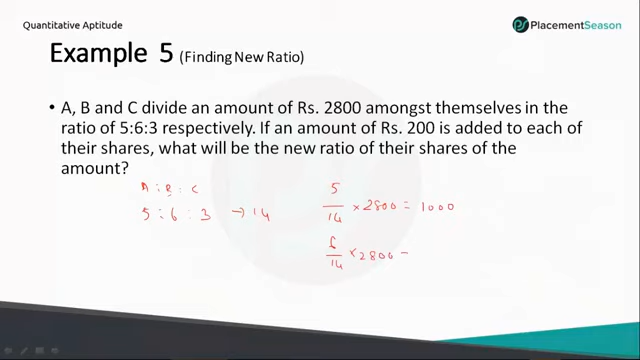 Quantitative Aptitude
PlacementSeason
Example 5 (Finding New Ratio)
• A, B and C divide an amount of Rs. 2800 amongst themselves in the
ratio of 5:6:3 respectively. If an amount of Rs. 200 is added to each of
their shares, what will be the new ratio of their shares of the
amount?
A : B : C
5 : 6 : 3 → 14
5/14 × 2800 = 1000
6/14 × 2800 -